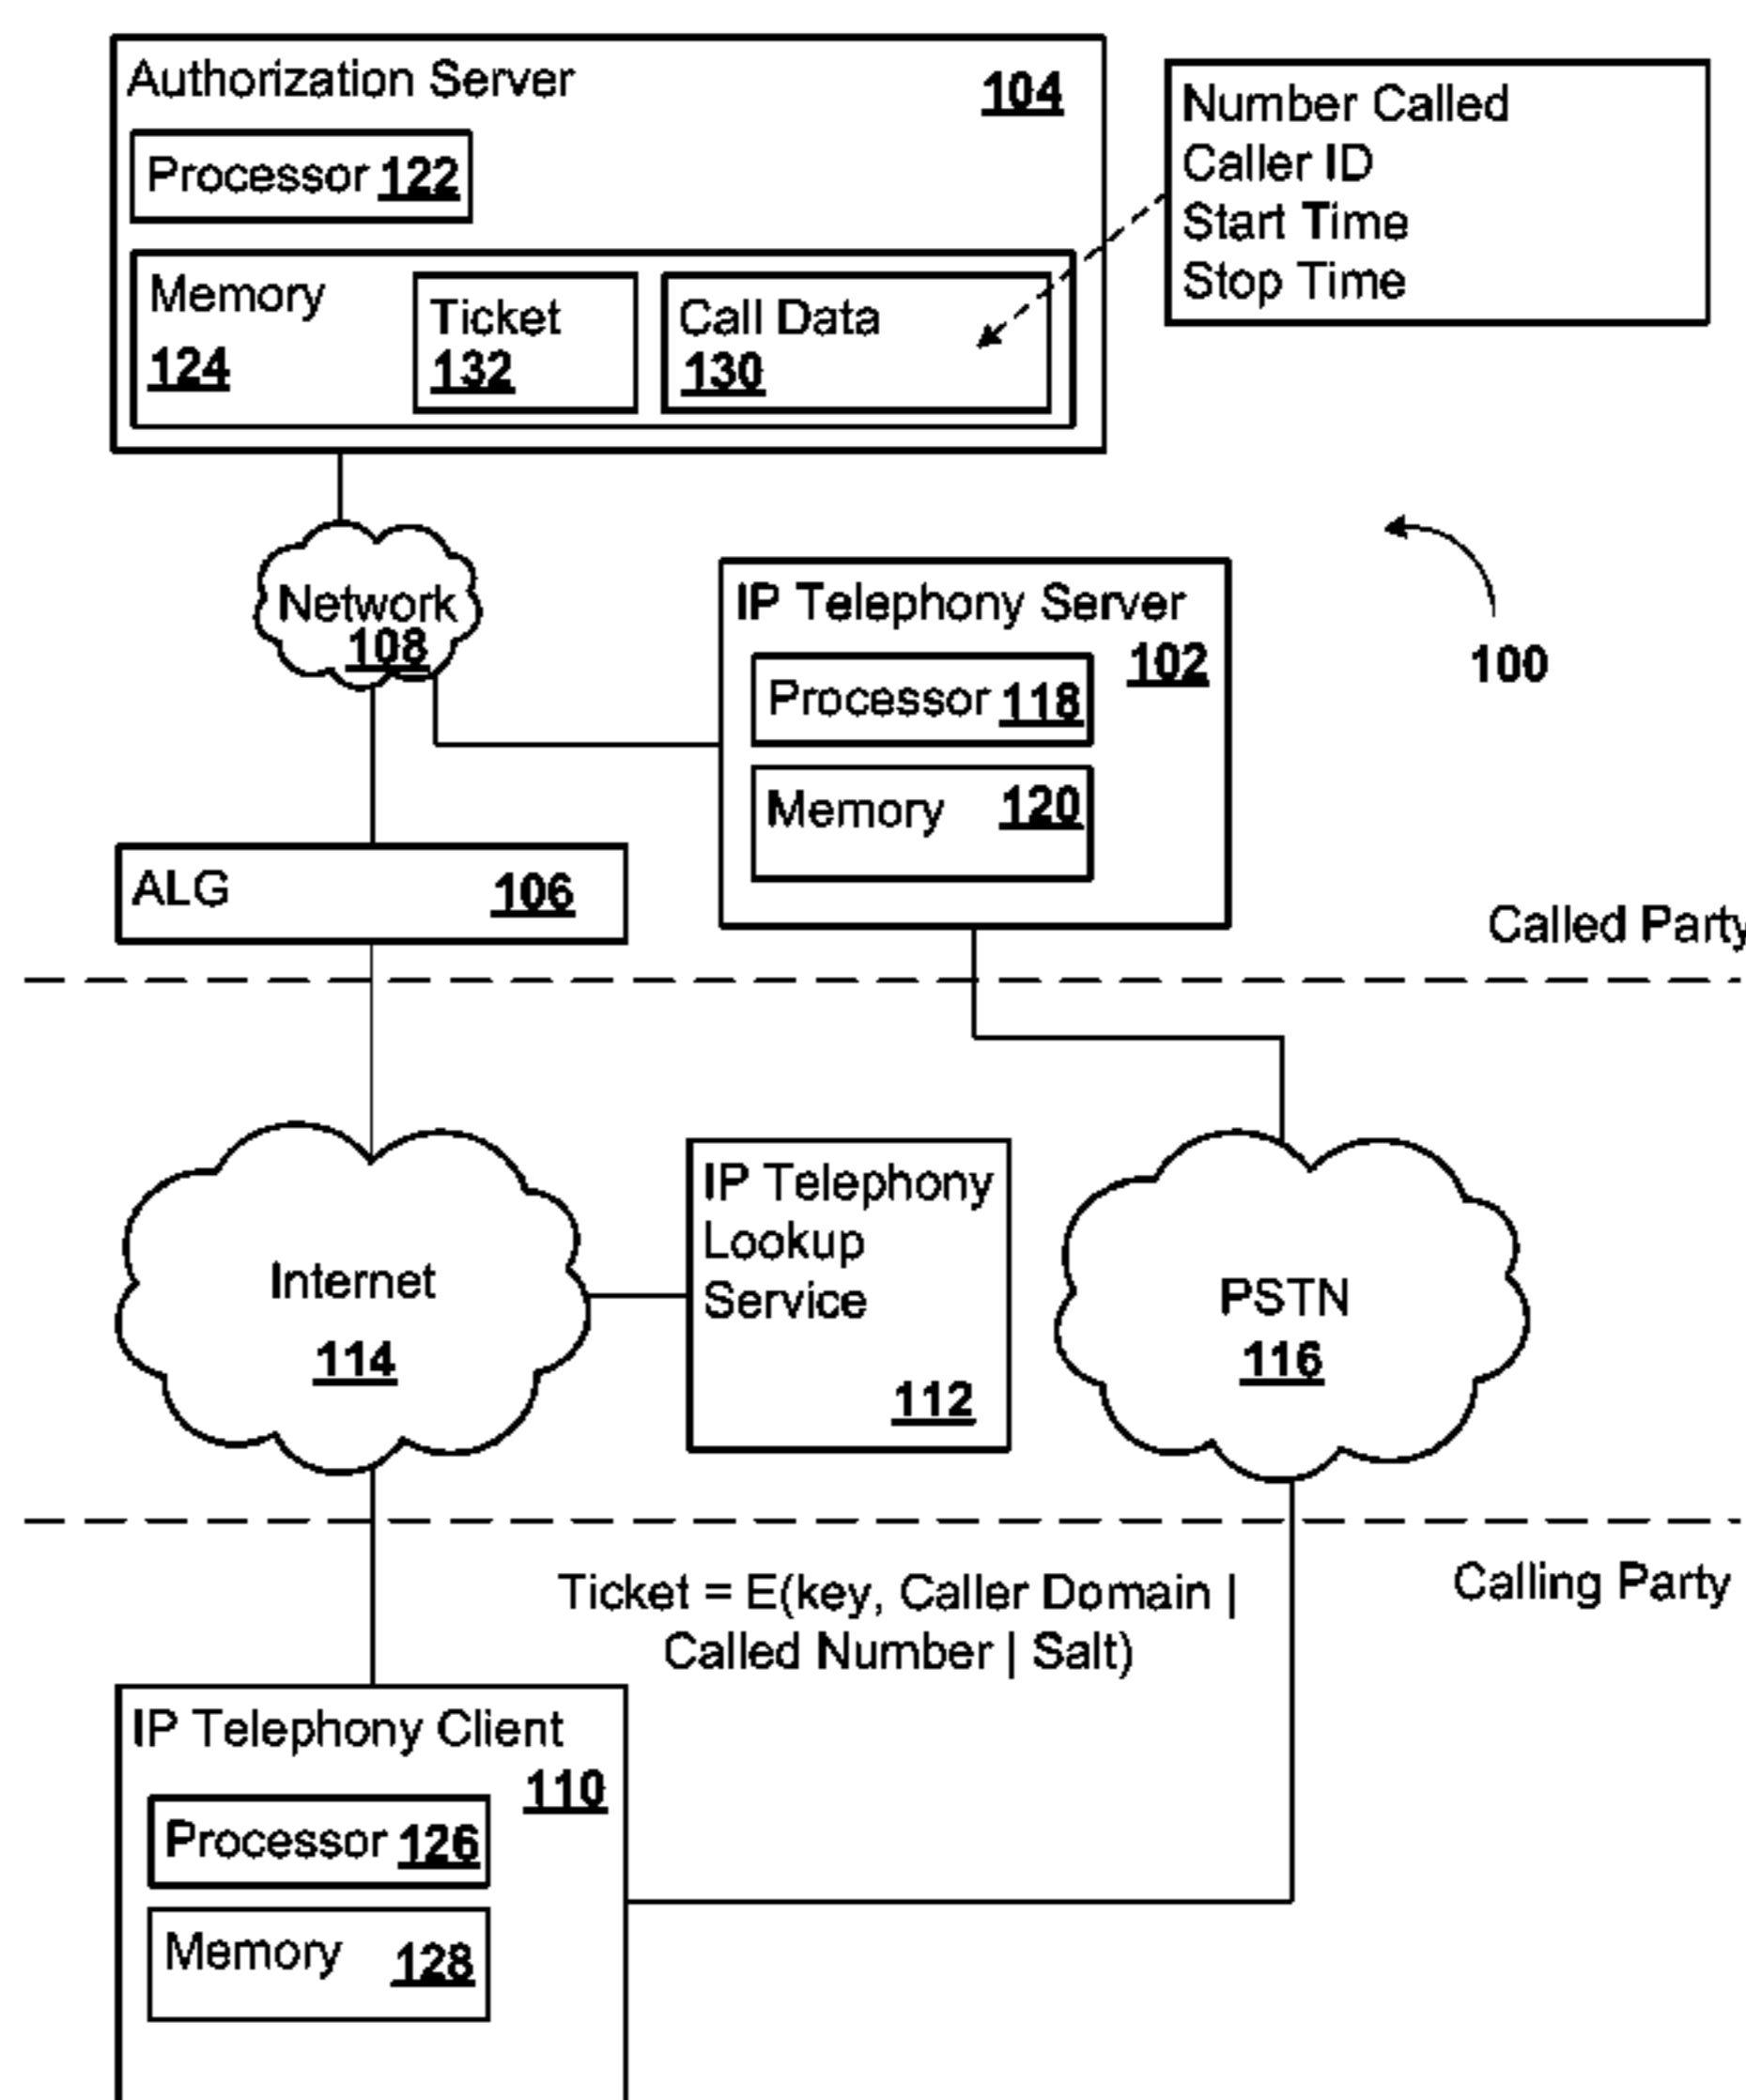 Authorization Server 104
Processor 122
Memory 124
Ticket 132
Call Data 130
Number Called
Caller ID
Start Time
Stop Time
Network 108
IP Telephony Server 102
Processor 118
Memory 120
100
ALG 106
Called Party
Internet 114
IP Telephony
Lookup
Service
112
PSTN 116
Calling Party
Ticket = E(key, Caller Domain |
Called Number | Salt)
IP Telephony Client 110
Processor 126
Memory 128